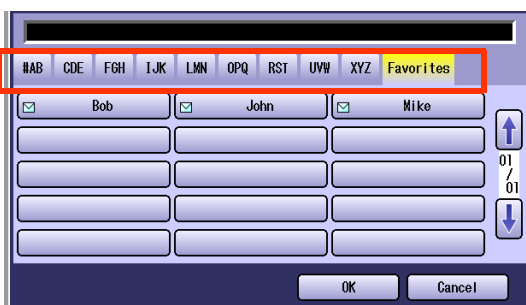 #AB CDE FGH IJK LMN OPQ RST UVW XYZ Favorites
Bob John Mike
01
/
01
OK Cancel